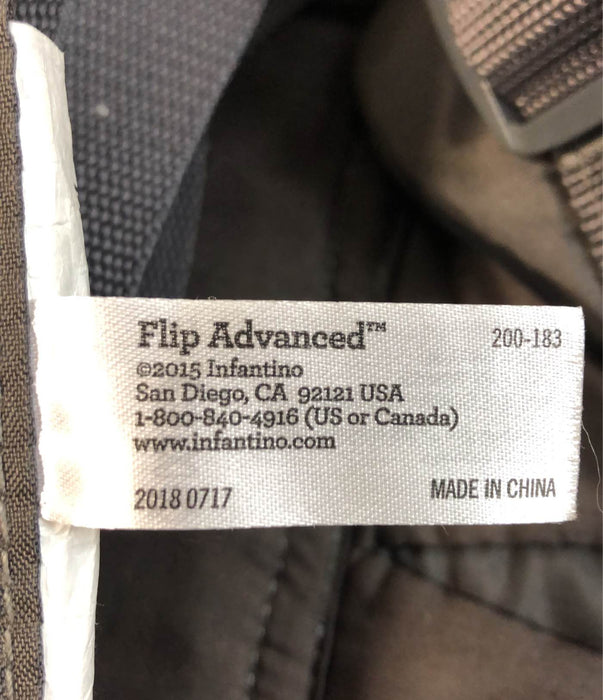 Flip Advanced™ 200-183
©2015 Infantino
San Diego, CA 92121 USA
1-800-840-4916 (US or Canada)
www.infantino.com
2018 0717 MADE IN CHINA